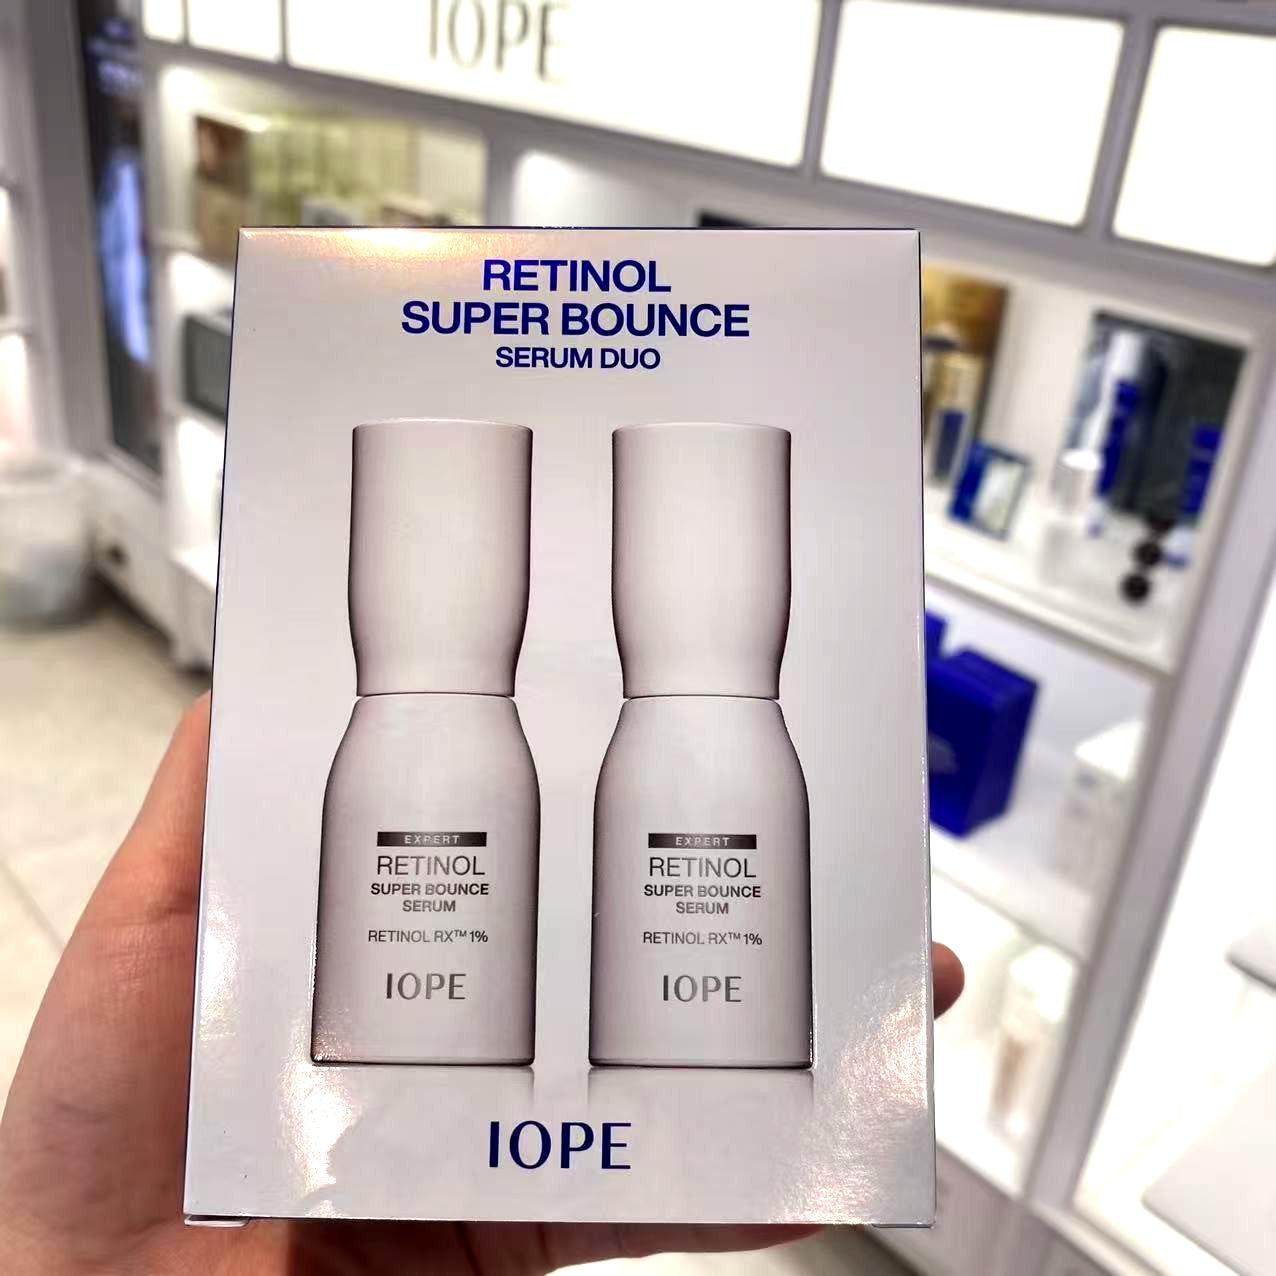 IOPE
RETINOL
SUPER BOUNCE
SERUM DUO
EXPERT
RETINOL
SUPER BOUNCE
SERUM
RETINOL RX™ 1%
IOPE
EXPERT
RETINOL
SUPER BOUNCE
SERUM
RETINOL RX™ 1%
IOPE
IOPE